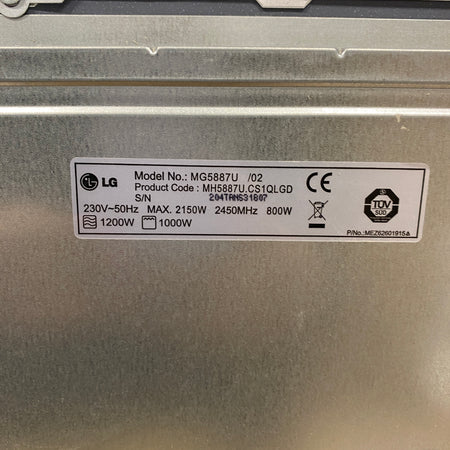 LG
Model No.: MG5887U /02
Product Code : MH5887U.CS1QLGD
S/N 204TAHS31807
230V~50Hz MAX. 2150W 2450MHz 800W
1200W 1000W
CE
TÜV
SÜD
P/No.: MEZ62601915